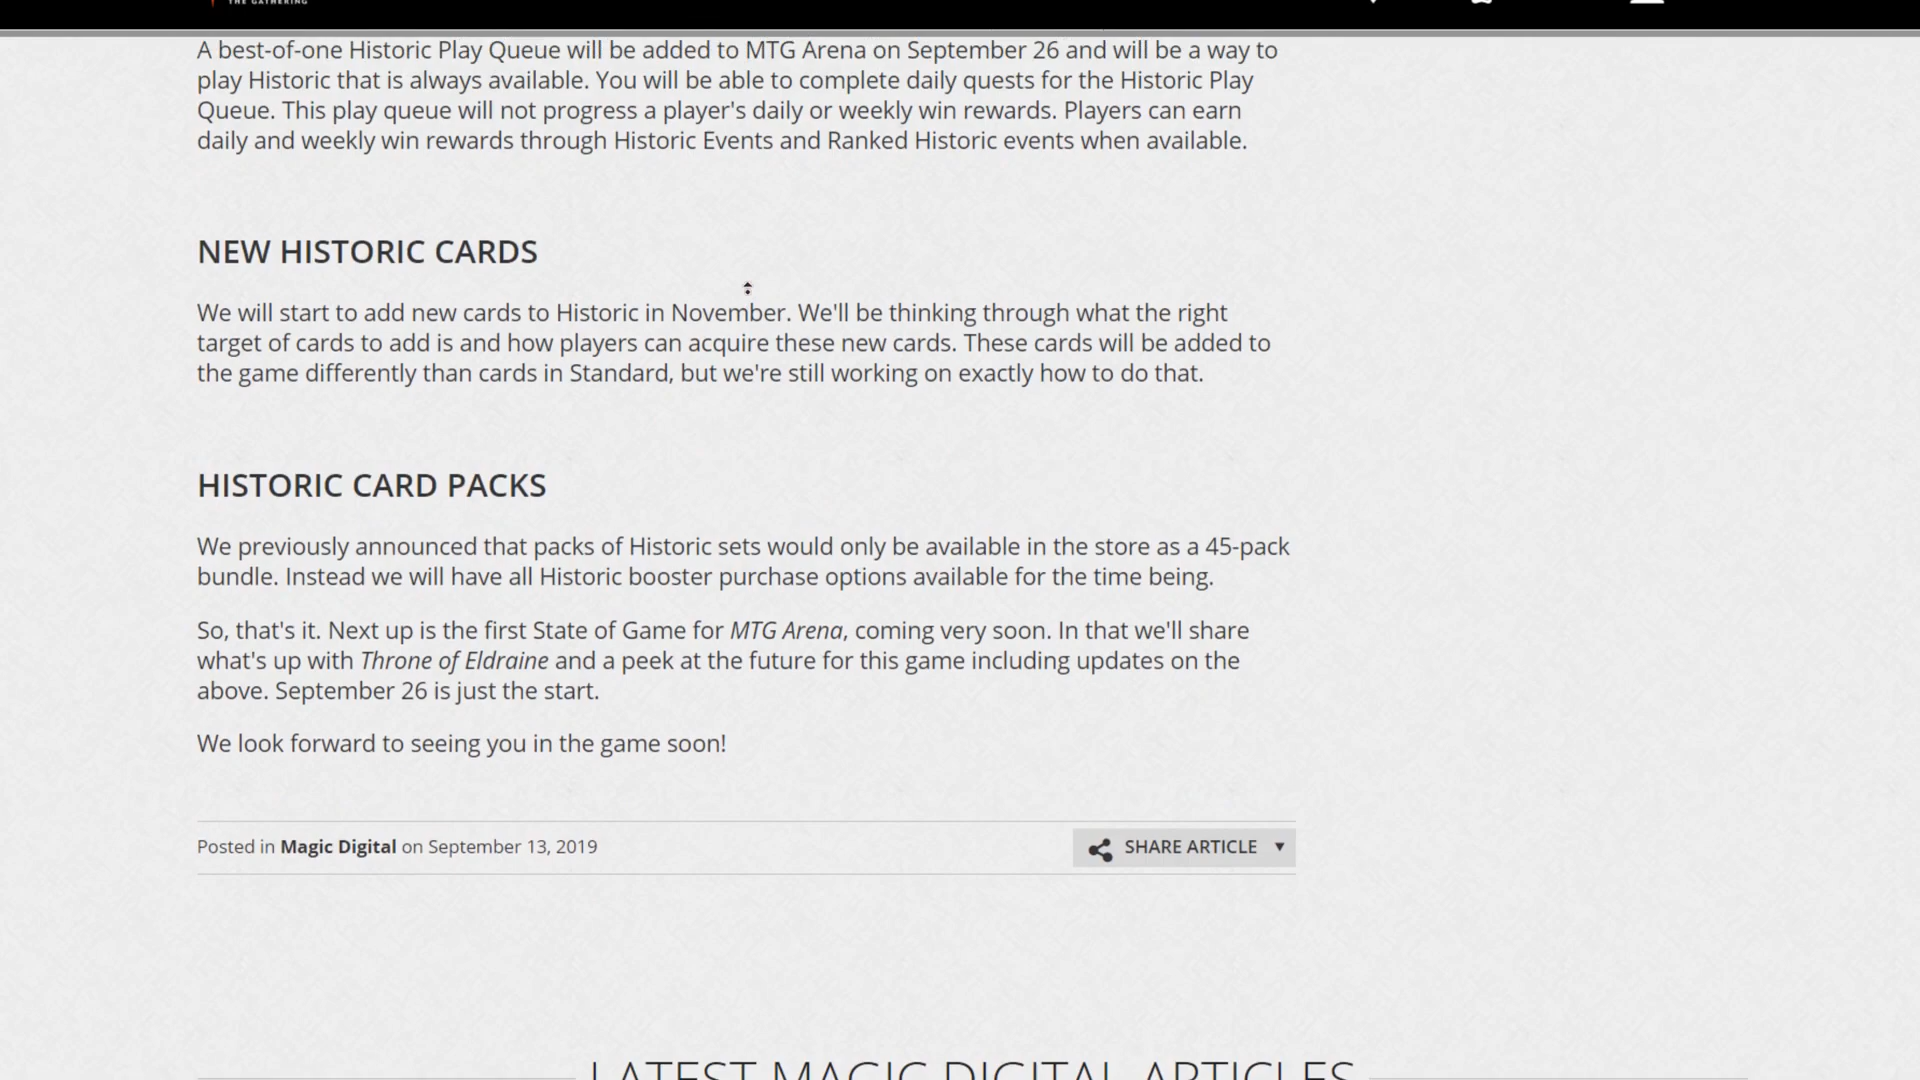 THE GATHERING
A best-of-one Historic Play Queue will be added to MTG Arena on September 26 and will be a way to
play Historic that is always available. You will be able to complete daily quests for the Historic Play
Queue. This play queue will not progress a player's daily or weekly win rewards. Players can earn
daily and weekly win rewards through Historic Events and Ranked Historic events when available.
NEW HISTORIC CARDS
We will start to add new cards to Historic in November. We'll be thinking through what the right
target of cards to add is and how players can acquire these new cards. These cards will be added to
the game differently than cards in Standard, but we're still working on exactly how to do that.
HISTORIC CARD PACKS
We previously announced that packs of Historic sets would only be available in the store as a 45-pack
bundle. Instead we will have all Historic booster purchase options available for the time being.
So, that's it. Next up is the first State of Game for MTG Arena, coming very soon. In that we'll share
what's up with Throne of Eldraine and a peek at the future for this game including updates on the
above. September 26 is just the start.
We look forward to seeing you in the game soon!
Posted in Magic Digital on September 13, 2019
SHARE ARTICLE
LATEST MAGIC DIGITAL ARTICLES